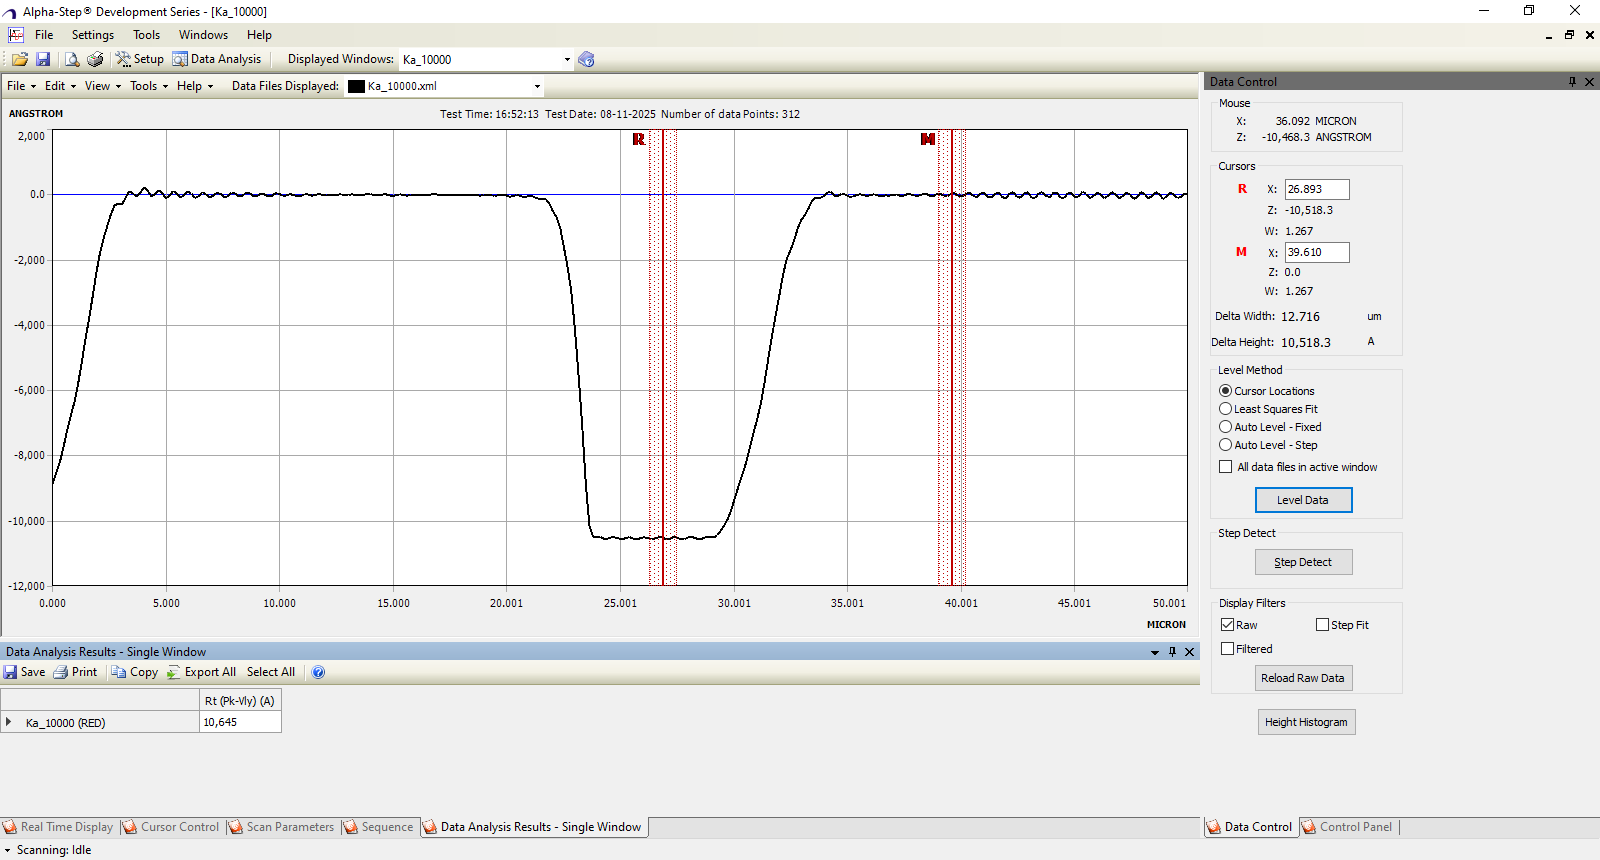 Alpha-Step® Development Series - [Ka_10000]
File Settings Tools Windows Help
Setup Data Analysis Displayed Windows: Ka_10000
File Edit View Tools Help Data Files Displayed: Ka_10000.xml
ANGSTROM
Test Time: 16:52:13 Test Date: 08-11-2025 Number of data Points: 312
R M
2,000
0.0
-2,000
-4,000
-6,000
-8,000
-10,000
-12,000
0.000 5.000 10.000 15.000 20.001 25.001 30.001 35.001 40.001 45.001 50.001
MICRON
Data Analysis Results - Single Window
Save Print Copy Export All Select All
Rt (Pk-Vly) (A)
Ka_10000 (RED) 10,645
Real Time Display Cursor Control Scan Parameters Sequence Data Analysis Results - Single Window
Scanning: Idle
Data Control
Mouse
X: 36.092 MICRON
Z: -10,468.3 ANGSTROM
Cursors
R X: 26.893
Z: -10,518.3
W: 1.267
M X: 39.610
Z: 0.0
W: 1.267
Delta Width: 12.716 um
Delta Height: 10,518.3 A
Level Method
Cursor Locations
Least Squares Fit
Auto Level - Fixed
Auto Level - Step
All data files in active window
Level Data
Step Detect
Step Detect
Display Filters
Raw Step Fit
Filtered
Reload Raw Data
Height Histogram
Data Control Control Panel